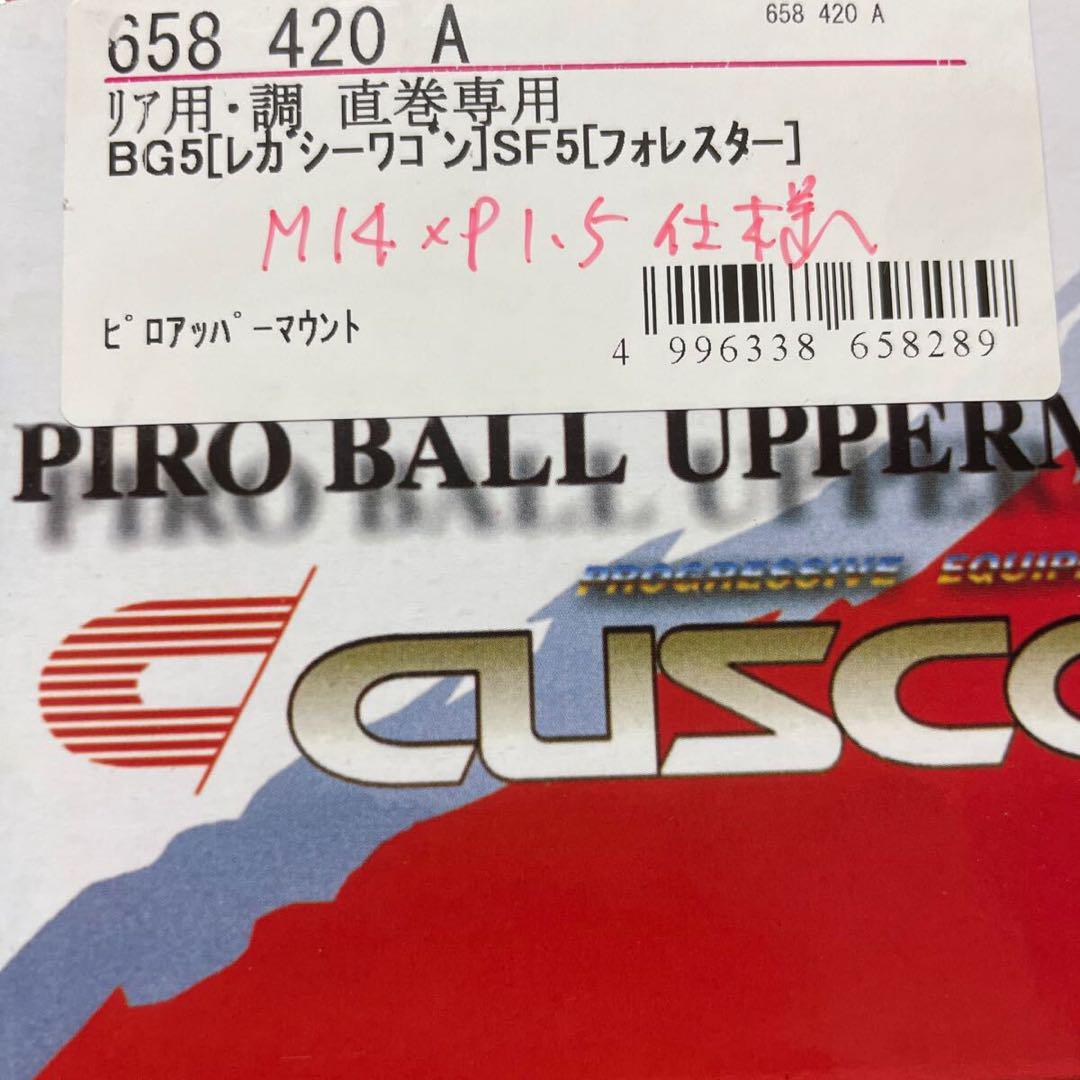 658 420 A
658 420 A
リア用・調 直巻専用
BG5[レガシーワゴン]SF5[フォレスター]
M14×P1.5 仕様へ
ピロアッパーマウント
4 996338 658289
PIRO BALL UPPERM
PROGRESSIVE EQUIP
CUSCO